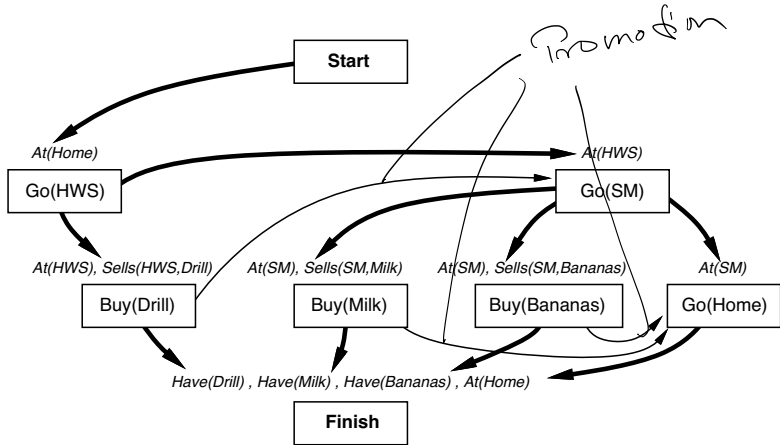 Promotion
Start
At(Home)
At(HWS)
Go(HWS)
Go(SM)
At(HWS), Sells(HWS,Drill)
At(SM), Sells(SM,Milk)
At(SM), Sells(SM,Bananas)
At(SM)
Buy(Drill)
Buy(Milk)
Buy(Bananas)
Go(Home)
Have(Drill) , Have(Milk) , Have(Bananas) , At(Home)
Finish